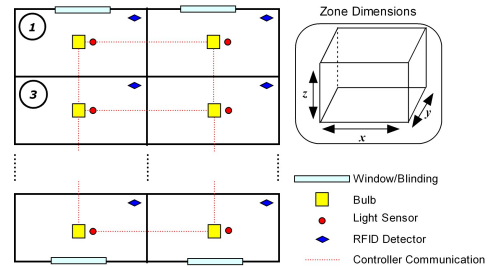 1
3
Zone Dimensions
z
y
x
Window/Blinding
Bulb
Light Sensor
RFID Detector
Controller Communication